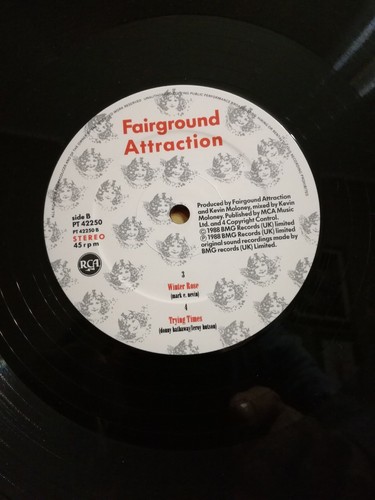 Fairground
Attraction
side B
PT 42250
PT 42250 B
STEREO
45 rpm
RCA
Produced by Fairground Attraction
and Kevin Moloney, mixed by Kevin
Moloney. Published by MCA Music
Ltd. and 4 Copyright Control.
© 1988 BMG Records (UK) limited
℗ 1988 BMG Records (UK) limited
original sound recordings made by
BMG records (UK) Limited.
3
Winter Rose
(mark e. nevin)
4
Trying Times
(donny hathaway/leroy hutson)